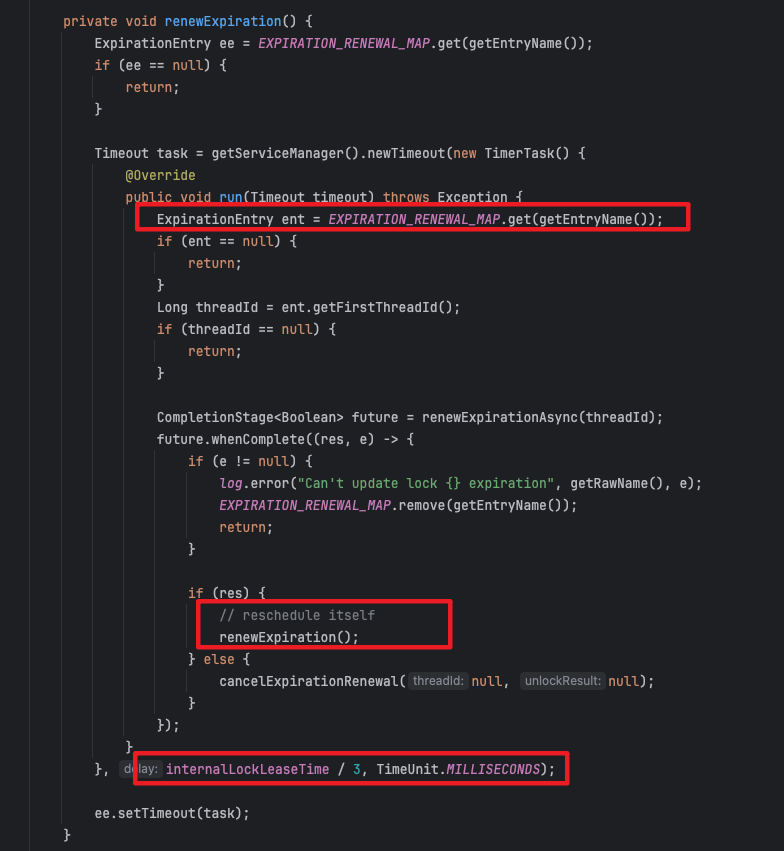 private void renewExpiration() {
ExpirationEntry ee = EXPIRATION_RENEWAL_MAP.get(getEntryName());
if (ee == null) {
return;
}
Timeout task = getServiceManager().newTimeout(new TimerTask() {
@Override
public void run(Timeout timeout) throws Exception {
ExpirationEntry ent = EXPIRATION_RENEWAL_MAP.get(getEntryName());
if (ent == null) {
return;
}
Long threadId = ent.getFirstThreadId();
if (threadId == null) {
return;
}
CompletionStage<Boolean> future = renewExpirationAsync(threadId);
future.whenComplete((res, e) -> {
if (e != null) {
log.error("Can't update lock {} expiration", getRawName(), e);
EXPIRATION_RENEWAL_MAP.remove(getEntryName());
return;
}
if (res) {
// reschedule itself
renewExpiration();
} else {
cancelExpirationRenewal( threadId: null, unlockResult: null);
}
});
}
}, delay: internalLockLeaseTime / 3, TimeUnit.MILLISECONDS);
ee.setTimeout(task);
}